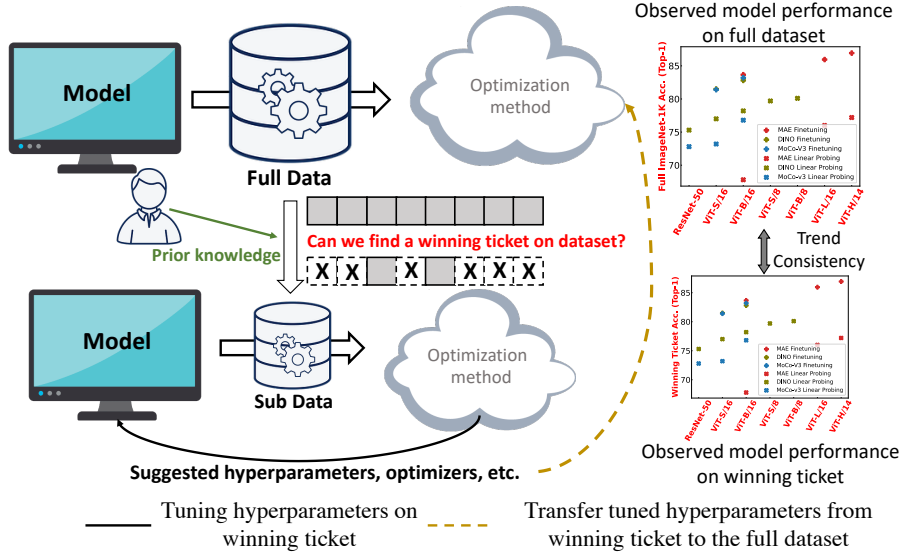 Model
Full Data
Optimization
method
Prior knowledge
Can we find a winning ticket on dataset?
X X X X X X
Model
Sub Data
Optimization
method
Suggested hyperparameters, optimizers, etc.
Tuning hyperparameters on
winning ticket
Transfer tuned hyperparameters from
winning ticket to the full dataset
Observed model performance
on full dataset
Full ImageNet-1K Acc. (Top-1)
85
80
75
70
MAE Finetuning
DINO Finetuning
MoCo-V3 Finetuning
MAE Linear Probing
DINO Linear Probing
MoCo-v3 Linear Probing
ResNet-50
ViT-S/16
ViT-B/16
ViT-S/8
ViT-B/8
ViT-L/16
ViT-H/14
Trend
Consistency
Winning Ticket Acc. (Top-1)
85
80
75
70
MAE Finetuning
DINO Finetuning
MoCo-V3 Finetuning
MAE Linear Probing
DINO Linear Probing
MoCo-v3 Linear Probing
ResNet-50
ViT-S/16
ViT-B/16
ViT-S/8
ViT-B/8
ViT-L/16
ViT-H/14
Observed model performance
on winning ticket